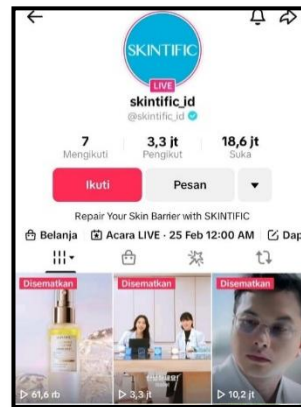 SKINTIFIC
LIVE
skintific_id
@skintific_id
7 3,3 jt 18,6 jt
Mengikuti Pengikut Suka
Ikuti Pesan
Repair Your Skin Barrier with SKINTIFIC
Belanja Acara LIVE · 25 Feb 12:00 AM Dap
Disematkan Disematkan Disematkan
61,6 rb 3,3 jt 10,2 jt